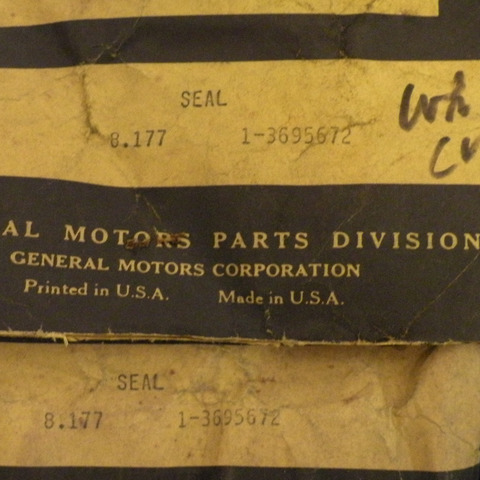 SEAL
8.177 1-3695672
AL MOTORS PARTS DIVISION
GENERAL MOTORS CORPORATION
Printed in U.S.A. Made in U.S.A.
SEAL
8.177 1-3695672